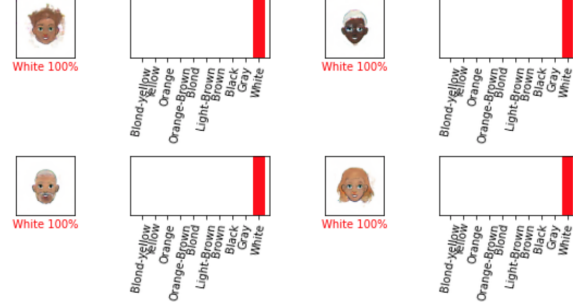 White 100%
Blond-yellow
Yellow
Orange
Orange-Brown
Blond
Light-Brown
Brown
Black
Gray
White
White 100%
Blond-yellow
Yellow
Orange
Orange-Brown
Blond
Light-Brown
Brown
Black
Gray
White
White 100%
Blond-yellow
Yellow
Orange
Orange-Brown
Blond
Light-Brown
Brown
Black
Gray
White
White 100%
Blond-yellow
Yellow
Orange
Orange-Brown
Blond
Light-Brown
Brown
Black
Gray
White